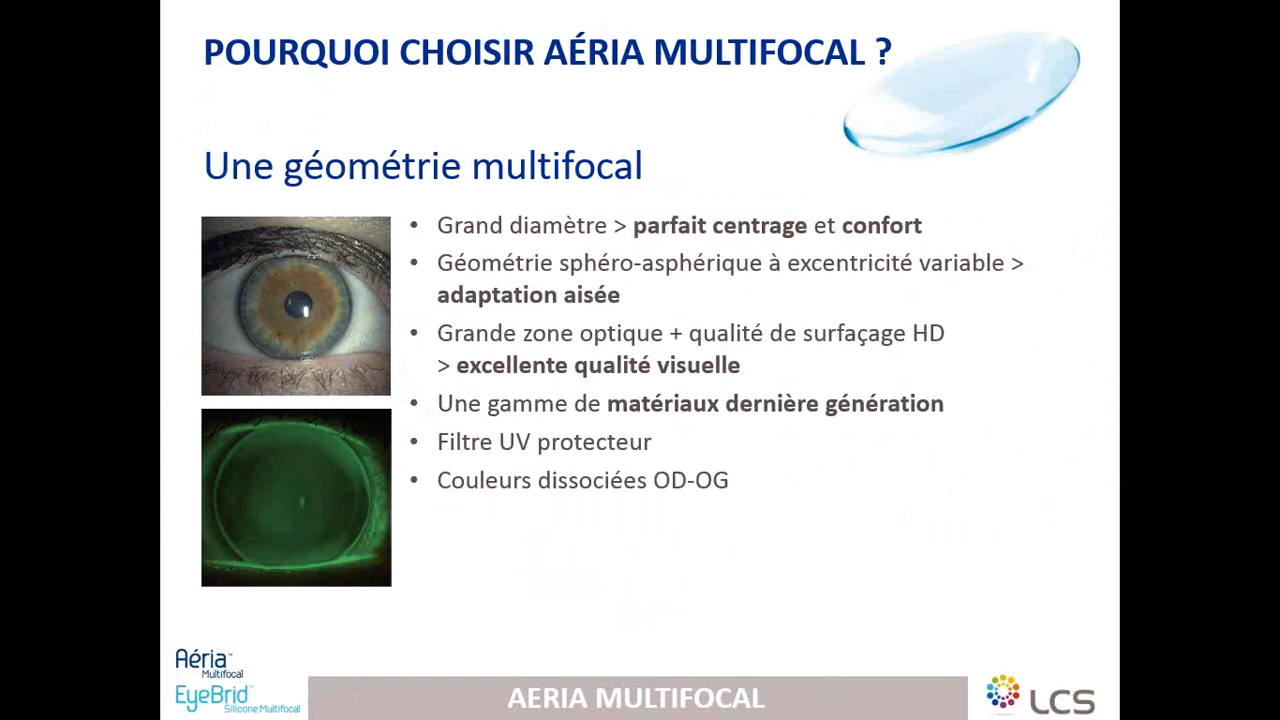 POURQUOI CHOISIR AÉRIA MULTIFOCAL ?
Une géométrie multifocal
• Grand diamètre > parfait centrage et confort
• Géométrie sphéro-asphérique à excentricité variable >
adaptation aisée
• Grande zone optique + qualité de surfaçage HD
> excellente qualité visuelle
• Une gamme de matériaux dernière génération
• Filtre UV protecteur
• Couleurs dissociées OD-OG
Aéria™
Multifocal
EyeBrid™
Silicone Multifocal
AERIA MULTIFOCAL
LCS